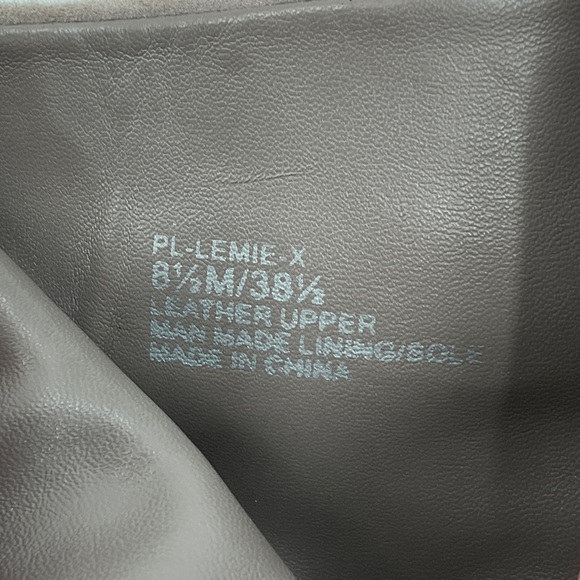 PL-LEMIE-X
8½M/38½
LEATHER UPPER
MAN MADE LINING/SOLE
MADE IN CHINA